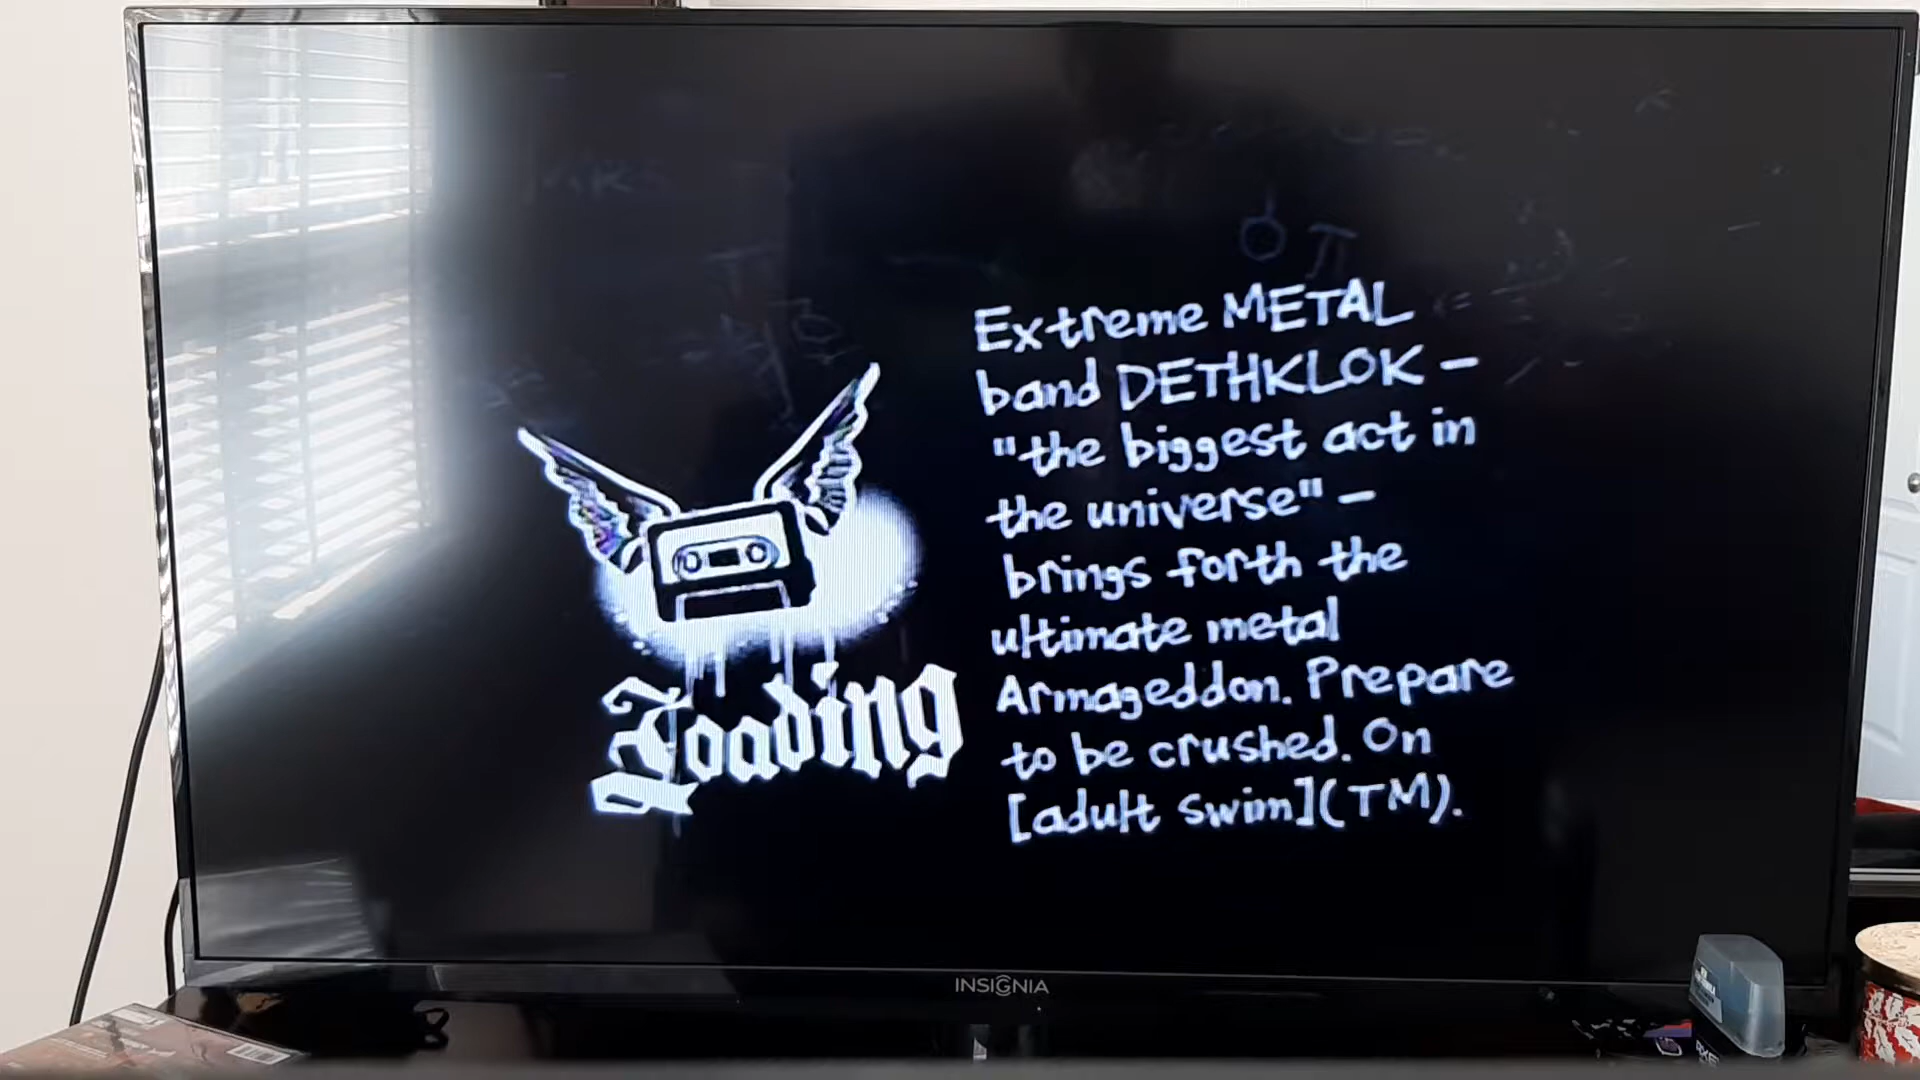 Extreme METAL
band DETHKLOK -
"the biggest act in
the universe" -
brings forth the
ultimate metal
Armageddon. Prepare
to be crushed. On
[adult swim](TM).
Loading
INSIGNIA